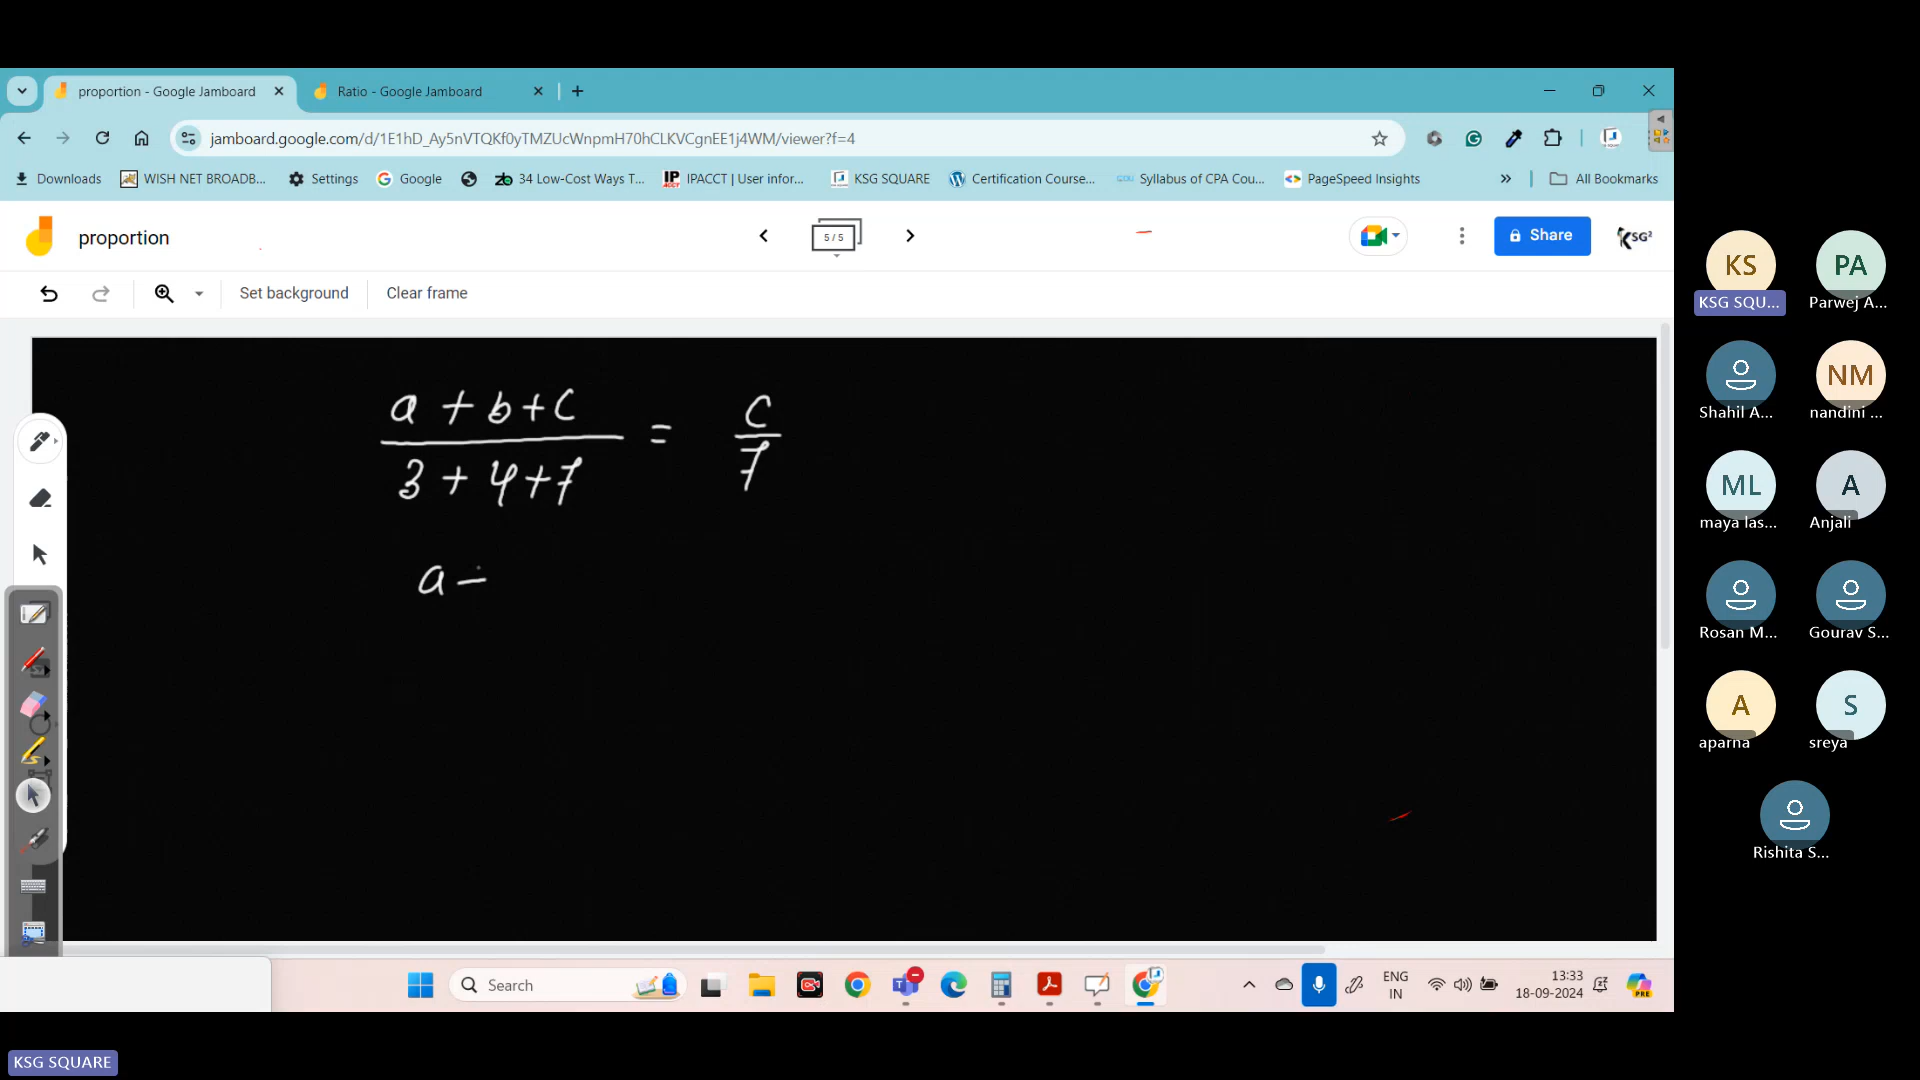 proportion - Google Jamboard
Ratio - Google Jamboard
jamboard.google.com/d/1E1hD_Ay5nVTQKf0yTMZUcWnpmH70hCLKVCgnEE1j4WM/viewer?f=4
Downloads WISH NET BROADB... Settings Google 34 Low-Cost Ways T... IPACCT | User infor... KSG SQUARE Certification Course... Syllabus of CPA Cou... PageSpeed Insights » All Bookmarks
proportion
5 / 5
Share
KSG²
Set background
Clear frame
a + b + c
3 + 4 + 7
=
c
7
a -
KS
KSG SQU...
PA
Parwej A...
Shahil A...
NM
nandini ...
ML
maya las...
A
Anjali
Rosan M...
Gourav S...
A
aparna
S
sreya
Rishita S...
Search
ENG
IN
13:33
18-09-2024
PRE
KSG SQUARE